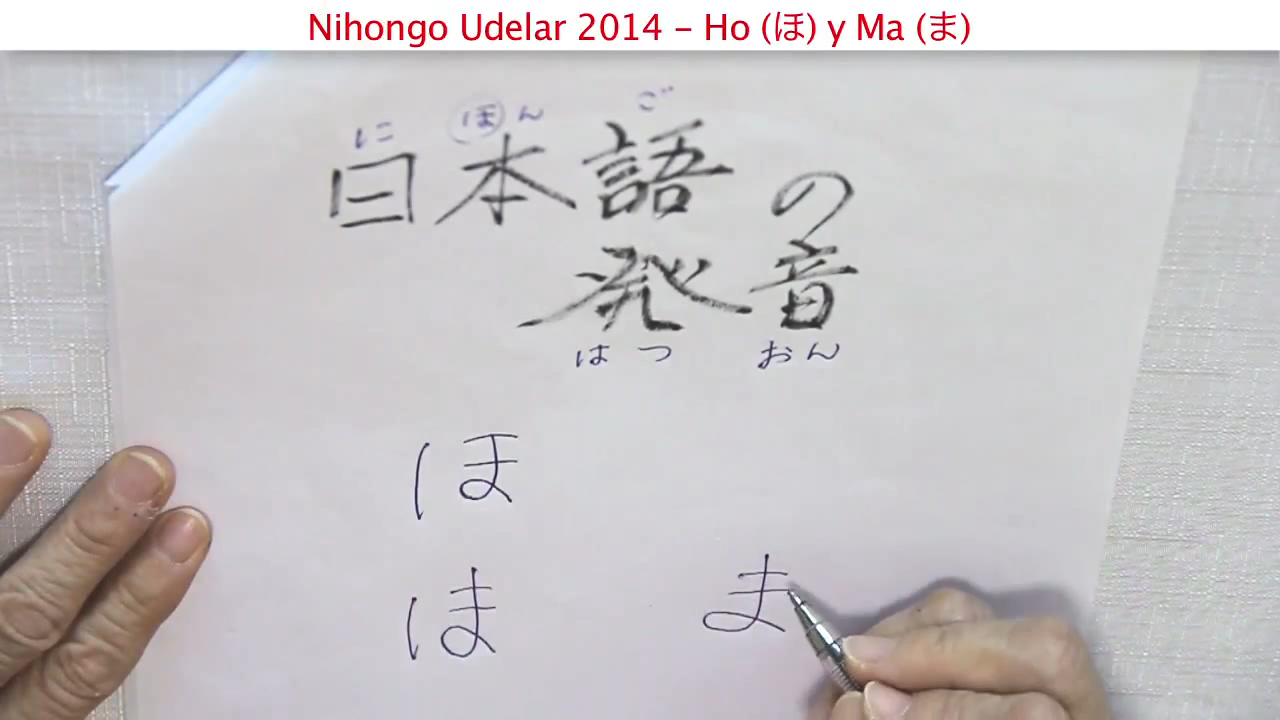 Nihongo Udelar 2014 – Ho (ほ) y Ma (ま)
に ほん ご
日本語の
発音
はつ おん
ほ
ほ ま